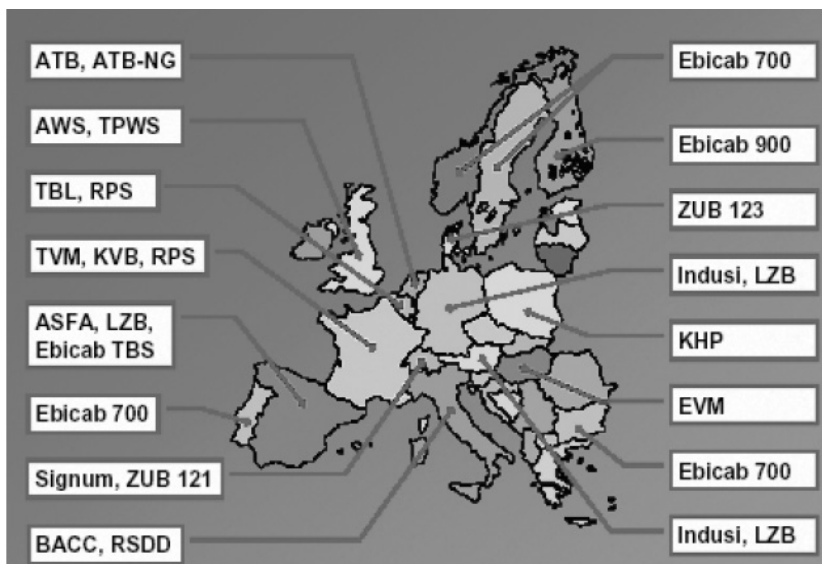 ATB, ATB-NG
AWS, TPWS
TBL, RPS
TVM, KVB, RPS
ASFA, LZB,
Ebicab TBS
Ebicab 700
Signum, ZUB 121
BACC, RSDD
Ebicab 700
Ebicab 900
ZUB 123
Indusi, LZB
KHP
EVM
Ebicab 700
Indusi, LZB